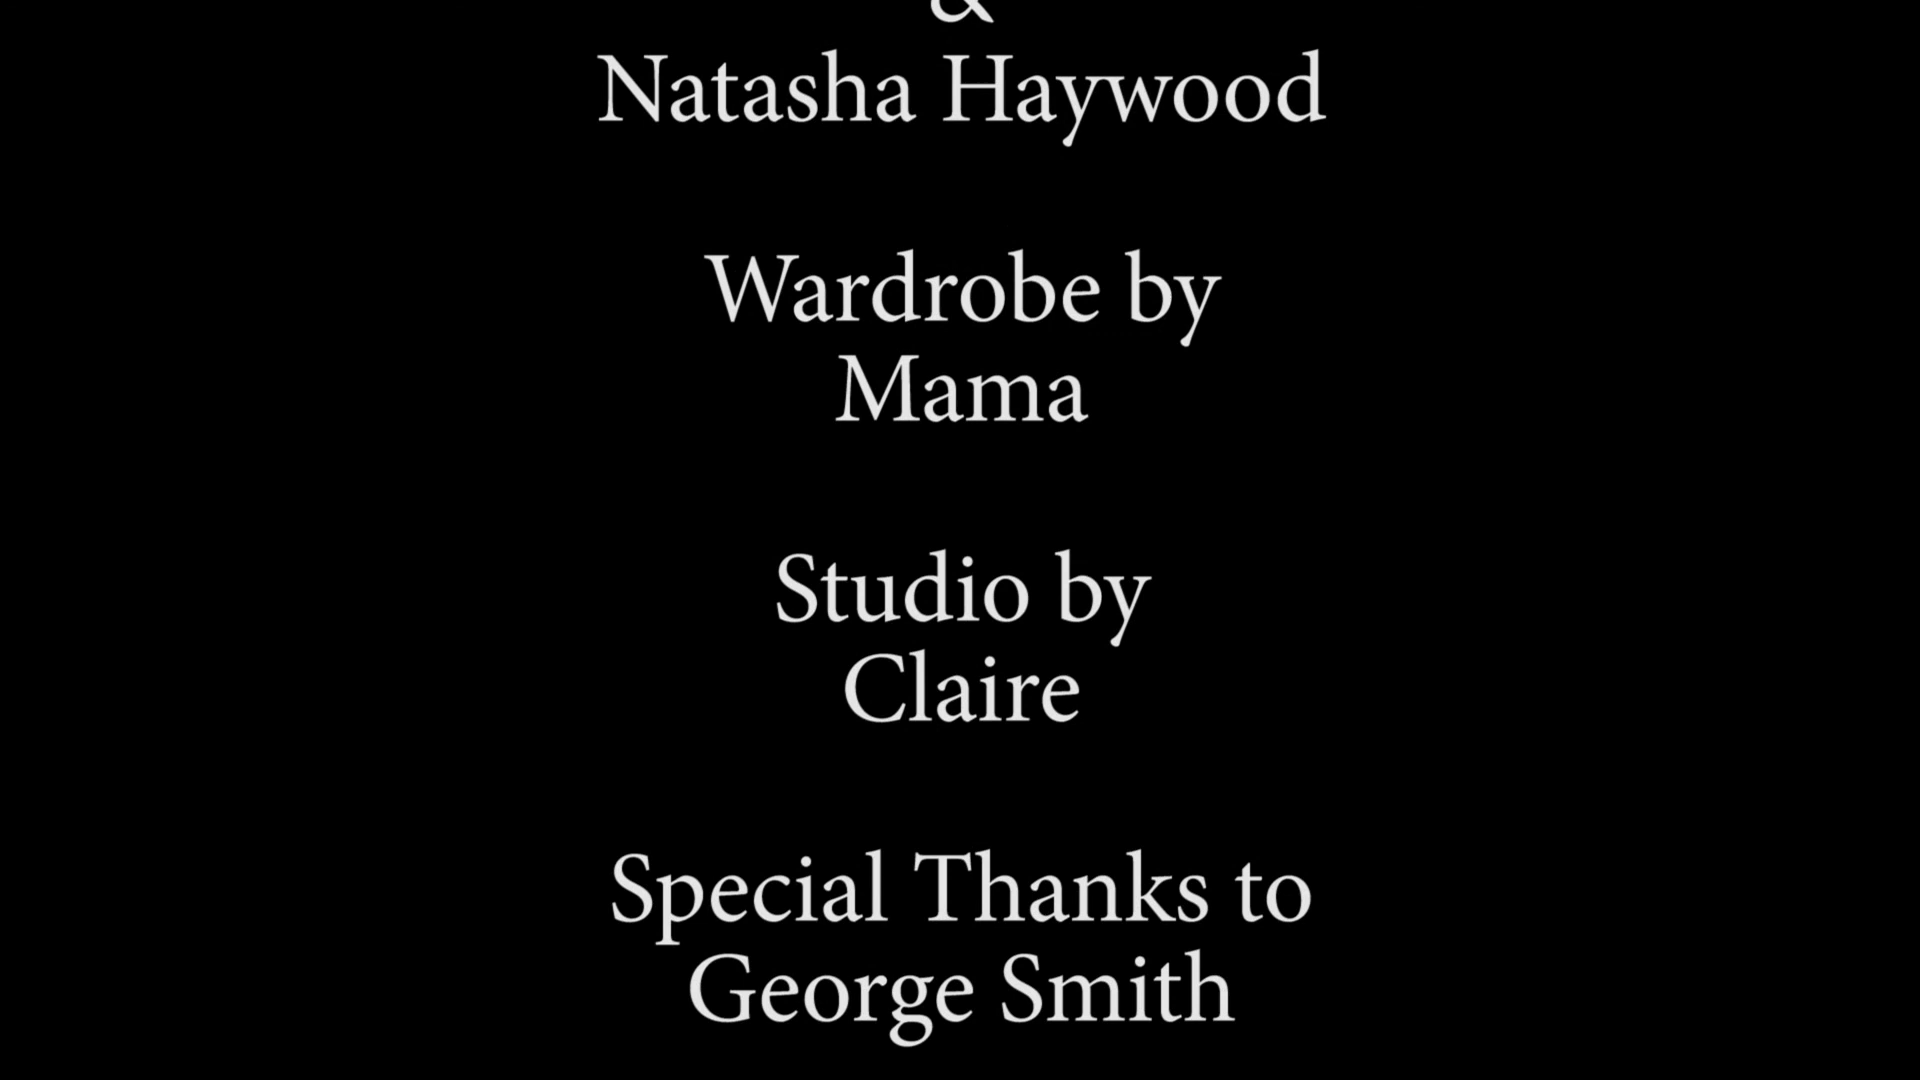 &
Natasha Haywood
Wardrobe by
Mama
Studio by
Claire
Special Thanks to
George Smith